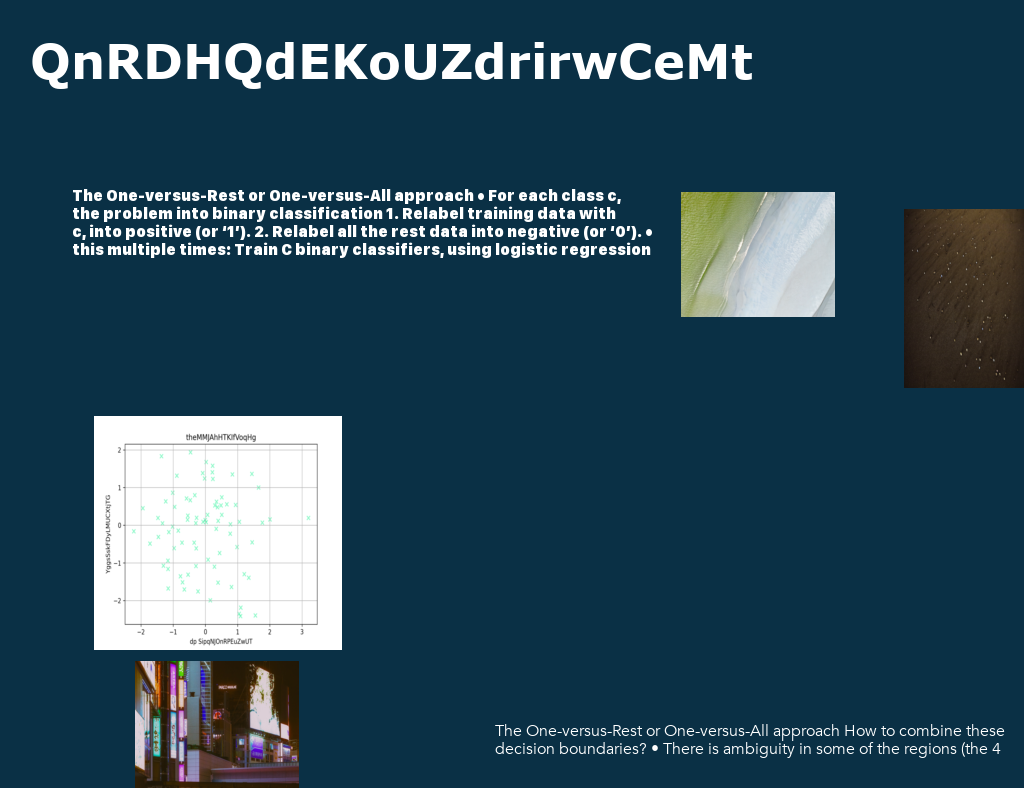 QnRDHQdEKoUZdrirwCeMt
The One-versus-Rest or One-versus-All approach • For each class c,
the problem into binary classification 1. Relabel training data with
c, into positive (or ‘1’). 2. Relabel all the rest data into negative (or ‘0’). •
this multiple times: Train C binary classifiers, using logistic regression
theMMJAhHTKIfVoqHg
2
1
0
−1
−2
−2 −1 0 1 2 3
The One-versus-Rest or One-versus-All approach How to combine these
decision boundaries? • There is ambiguity in some of the regions (the 4